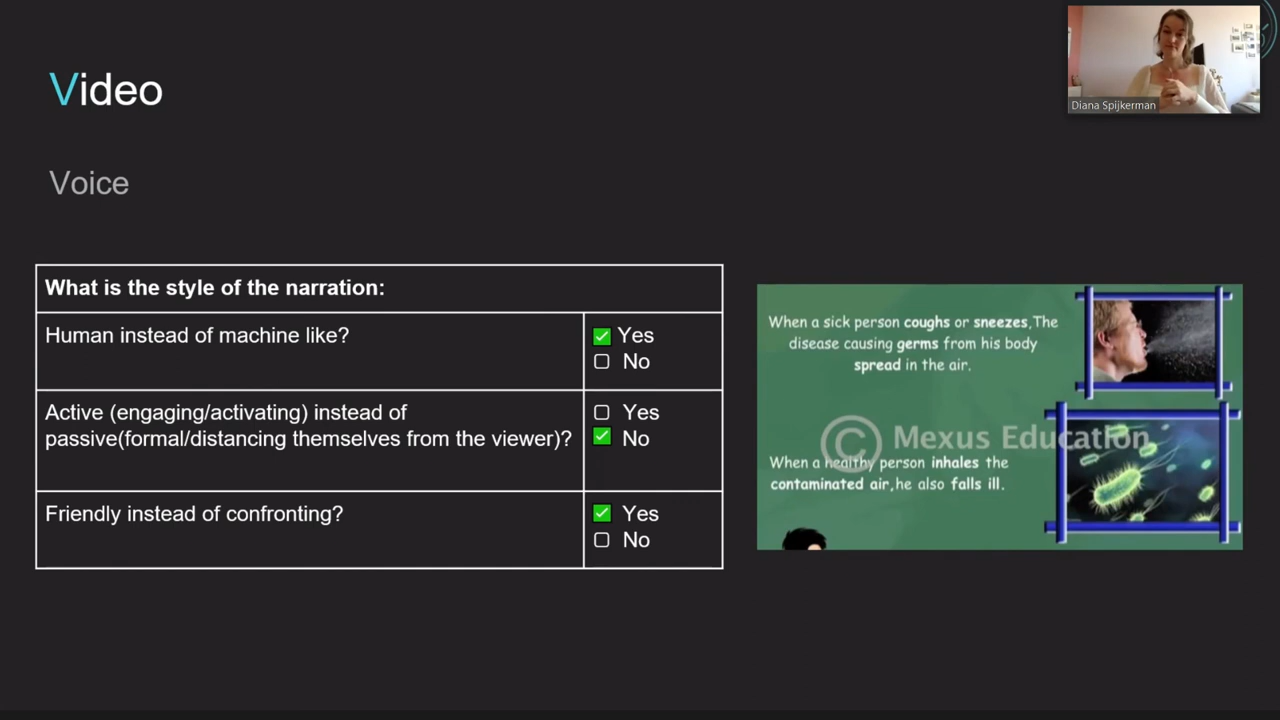 Video
Diana Spijkerman
Voice
What is the style of the narration:
Human instead of machine like?
Yes
No
Active (engaging/activating) instead of
passive(formal/distancing themselves from the viewer)?
Yes
No
Friendly instead of confronting?
Yes
No
When a sick person coughs or sneezes,The
disease causing germs from his body
spread in the air.
© Mexus Education
When a healthy person inhales the
contaminated air,he also falls ill.